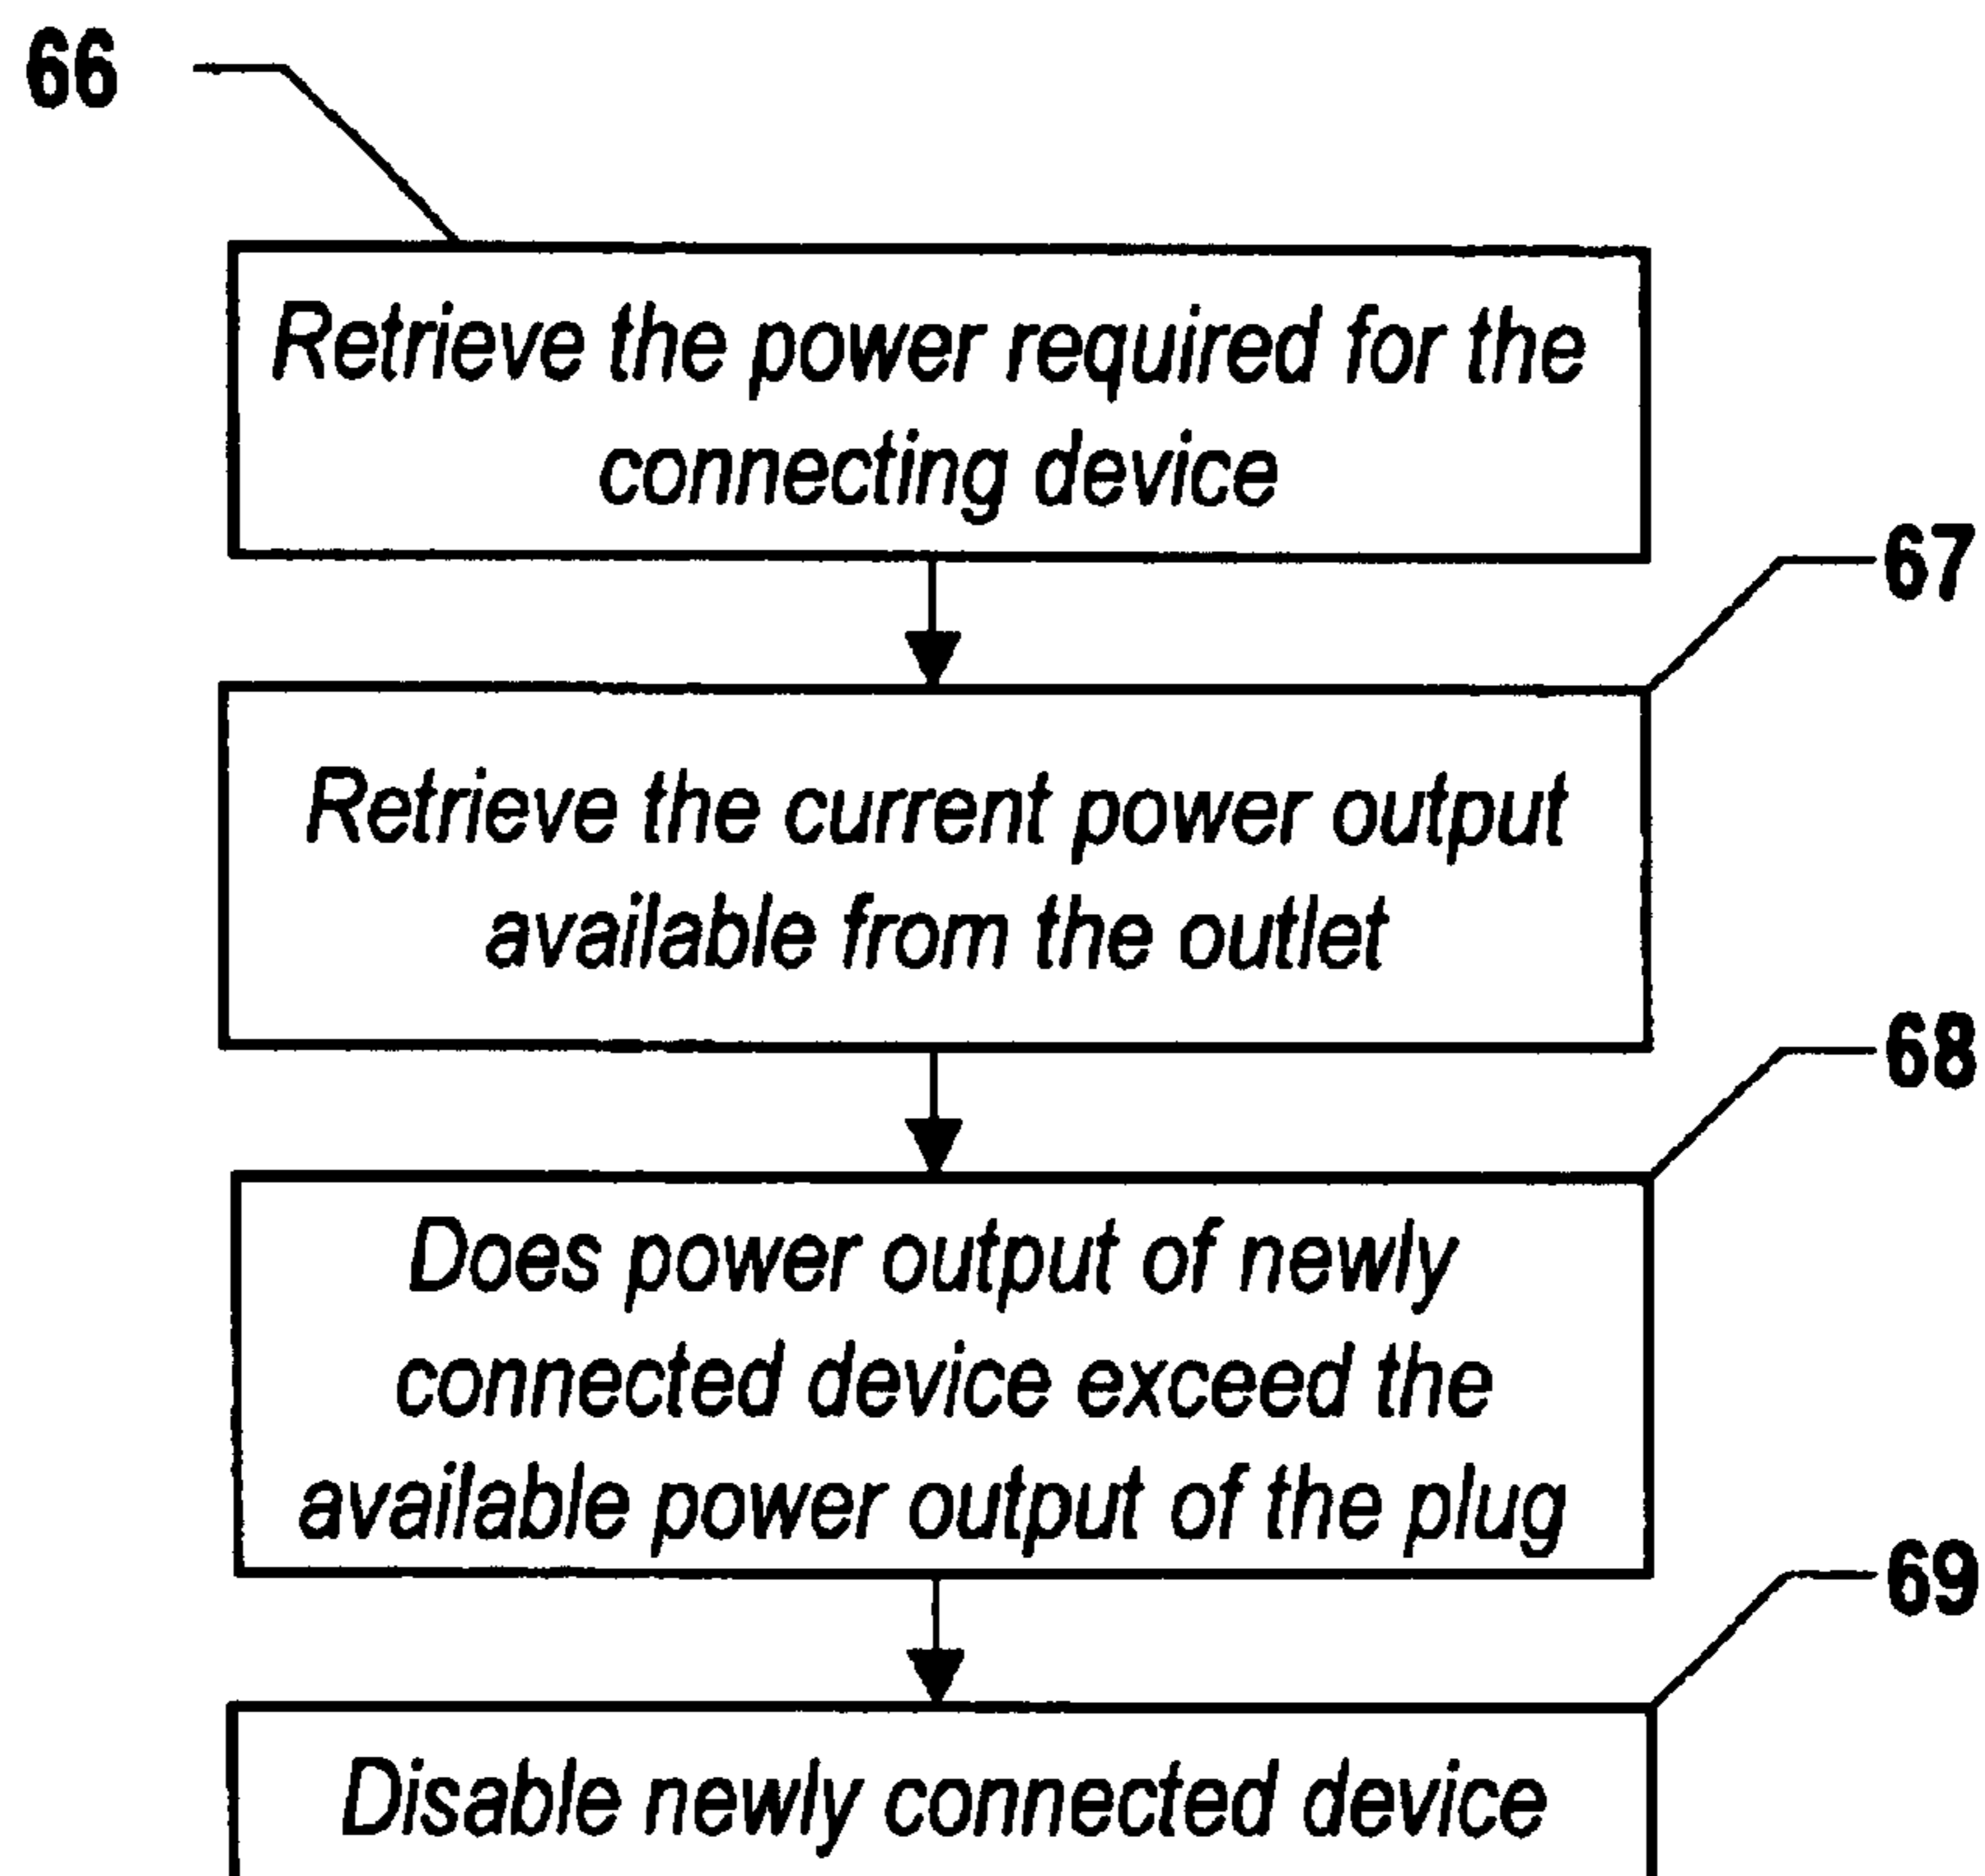 66
Retrieve the power required for the
connecting device
67
Retrieve the current power output
available from the outlet
68
Does power output of newly
connected device exceed the
available power output of the plug
69
Disable newly connected device